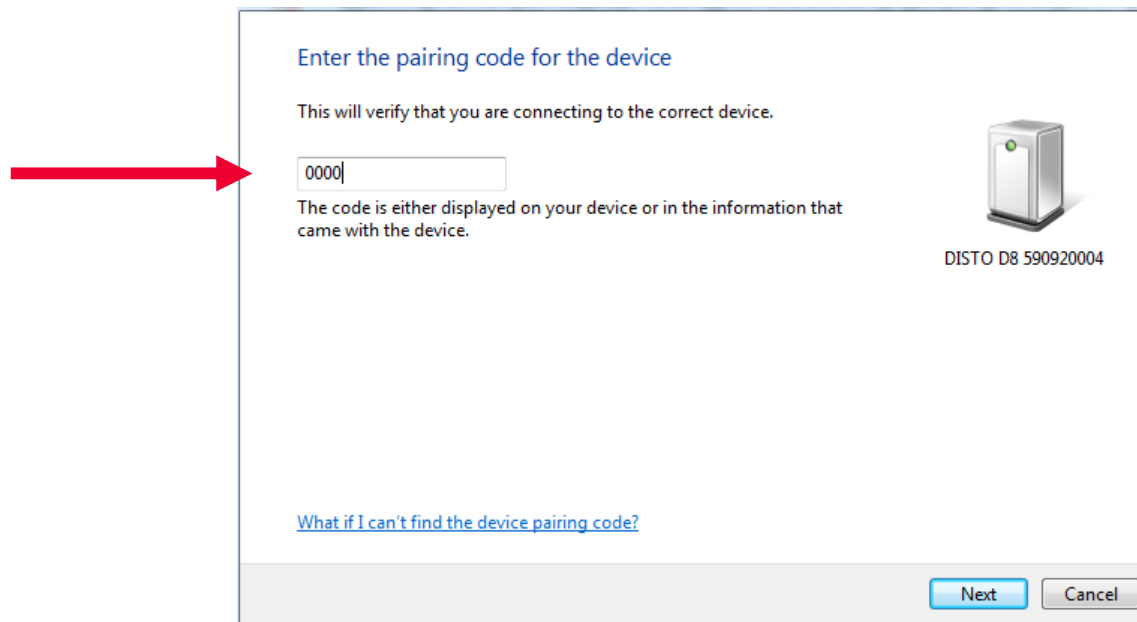 Enter the pairing code for the device
This will verify that you are connecting to the correct device.
0000
The code is either displayed on your device or in the information that
came with the device.
DISTO D8 590920004
What if I can't find the device pairing code?
Next
Cancel